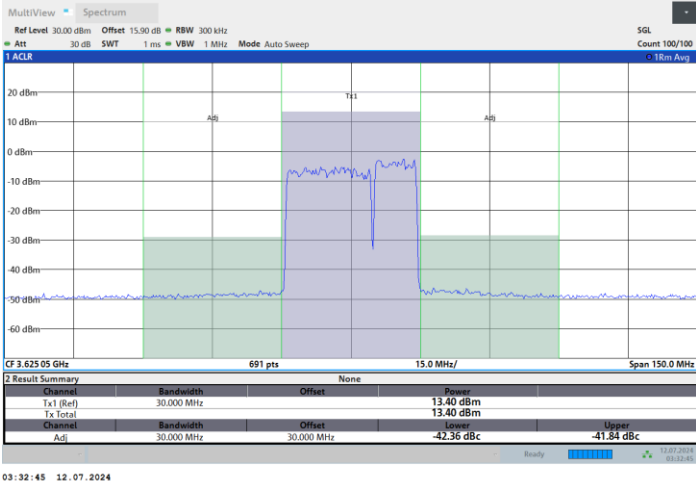 MultiView Spectrum
Ref Level 30.00 dBm Offset 15.90 dB RBW 300 kHz SGL
Att 30 dB SWT 1 ms VBW 1 MHz Mode Auto Sweep Count 100/100
1 ACLR 1Rm Avg
20 dBm
Tx1
10 dBm
Adj Adj
0 dBm
-10 dBm
-20 dBm
-30 dBm
-40 dBm
-50 dBm
-60 dBm
CF 3.62505 GHz 691 pts 15.0 MHz/ Span 150.0 MHz
2 Result Summary None
Channel Bandwidth Offset Power
Tx1 (Ref) 30.000 MHz 13.40 dBm
Tx Total 13.40 dBm
Channel Bandwidth Offset Lower Upper
Adj 30.000 MHz 30.000 MHz -42.36 dBc -41.84 dBc
Ready 12.07.2024
03:32:45
03:32:45 12.07.2024